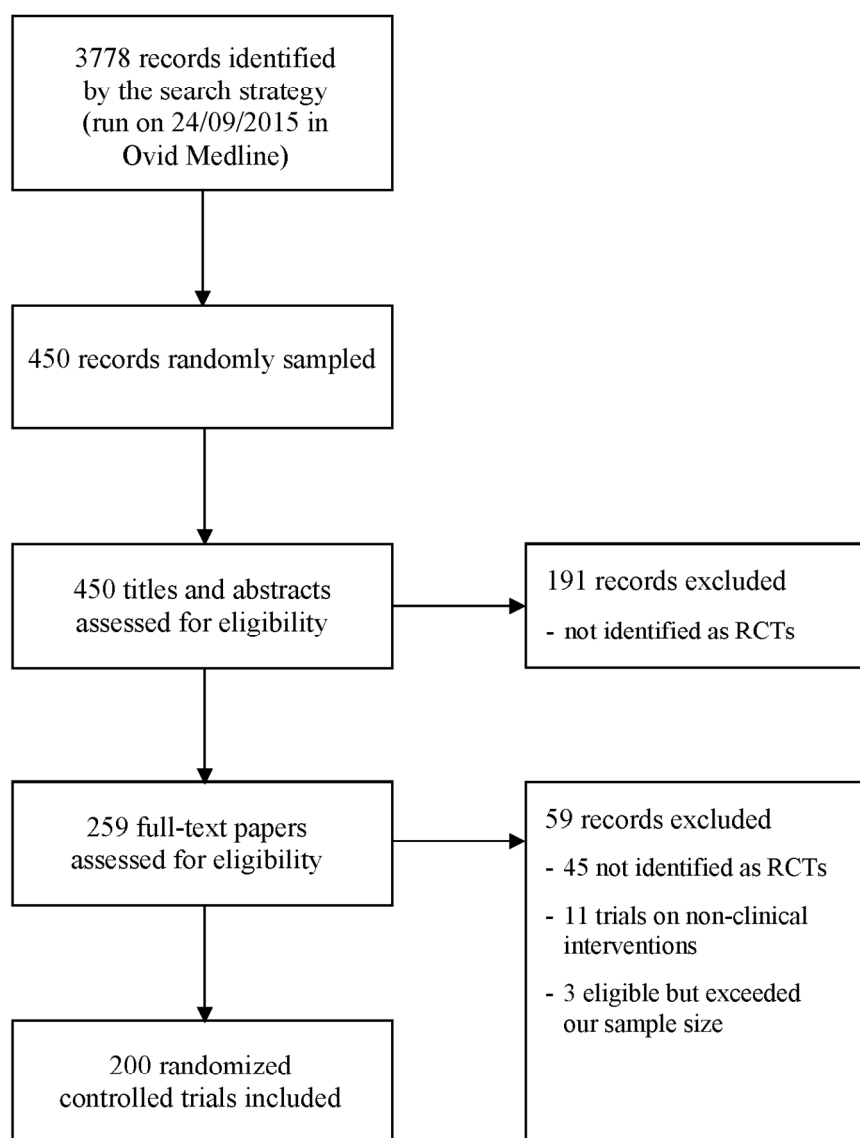 3778 records identified
by the search strategy
(run on 24/09/2015 in
Ovid Medline)
450 records randomly sampled
450 titles and abstracts
assessed for eligibility
191 records excluded
- not identified as RCTs
259 full-text papers
assessed for eligibility
59 records excluded
- 45 not identified as RCTs
- 11 trials on non-clinical
interventions
- 3 eligible but exceeded
our sample size
200 randomized
controlled trials included